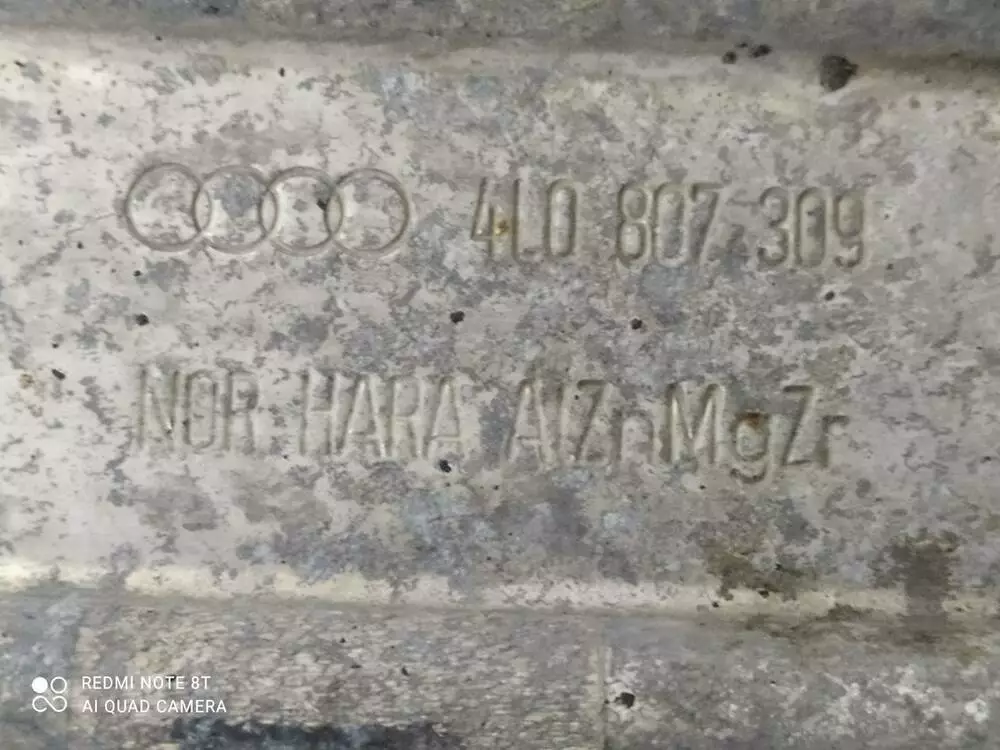 4L0 807 309
NOR HARA AlZnMgZr
REDMI NOTE 8T
AI QUAD CAMERA